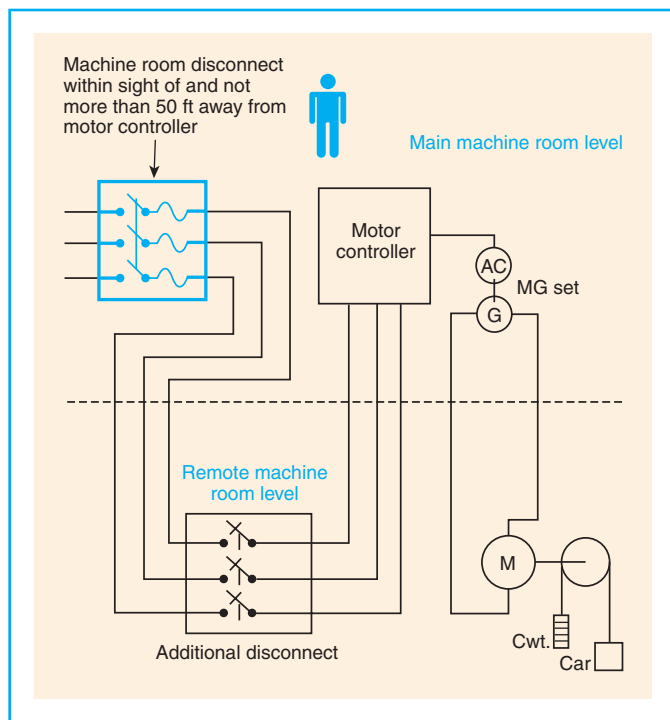 Machine room disconnect
within sight of and not
more than 50 ft away from
motor controller
Main machine room level
Motor
controller
AC
MG set
G
Remote machine
room level
M
Cwt.
Car
Additional disconnect